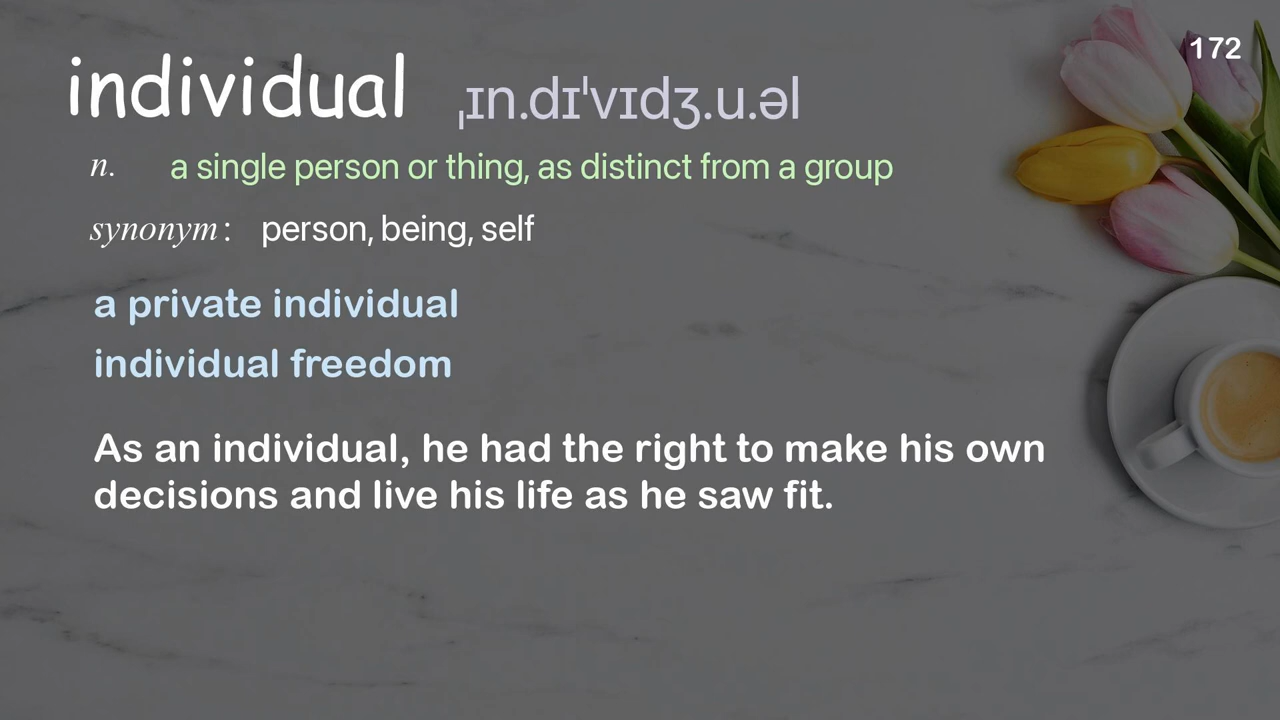 172
individual ˌɪn.dɪˈvɪdʒ.u.əl
n. a single person or thing, as distinct from a group
synonym: person, being, self
a private individual
individual freedom
As an individual, he had the right to make his own
decisions and live his life as he saw fit.